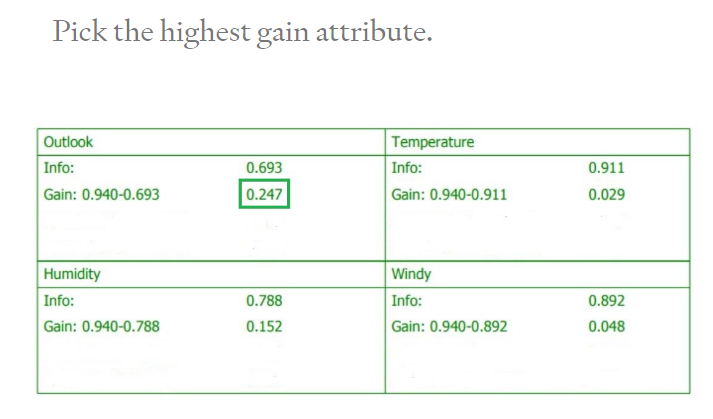 Pick the highest gain attribute.
Outlook
Info: 0.693
Gain: 0.940-0.693 0.247
Temperature
Info: 0.911
Gain: 0.940-0.911 0.029
Humidity
Info: 0.788
Gain: 0.940-0.788 0.152
Windy
Info: 0.892
Gain: 0.940-0.892 0.048